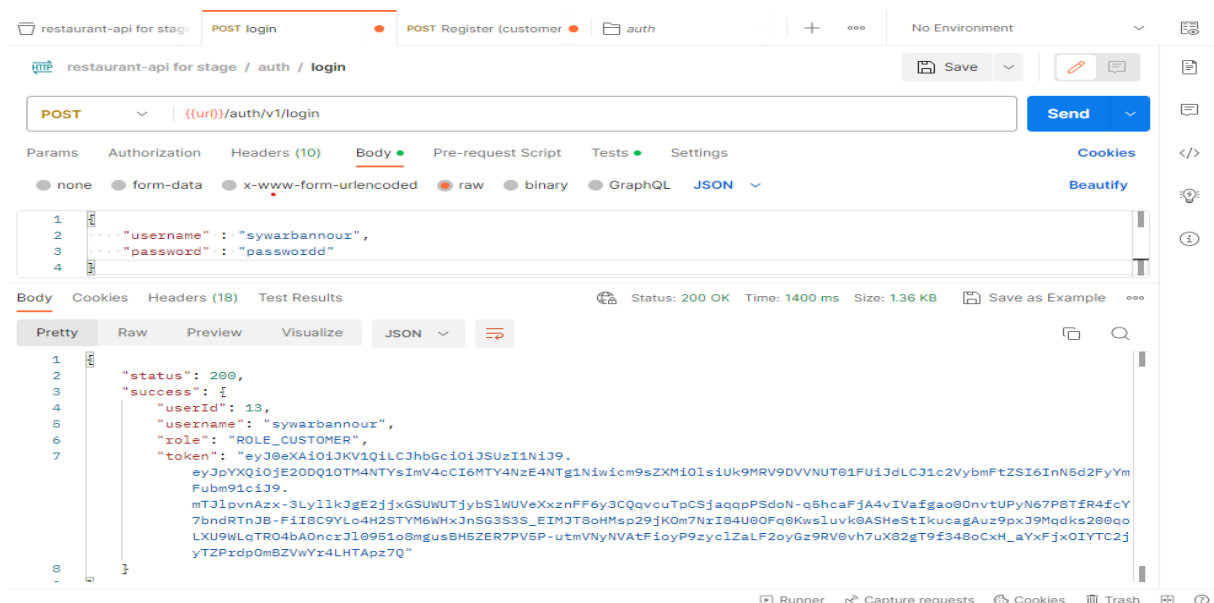 restaurant-api for stag
POST login
POST Register (customer
auth
No Environment
HTTP restaurant-api for stage / auth / login
Save
POST {{url}}/auth/v1/login Send
Params Authorization Headers (10) Body Pre-request Script Tests Settings Cookies
none form-data x-www-form-urlencoded raw binary GraphQL JSON Beautify
1 {
2 "username" : "sywarbannour",
3 "password" : "passwordd"
4 }
Body Cookies Headers (18) Test Results Status: 200 OK Time: 1400 ms Size: 1.36 KB Save as Example
Pretty Raw Preview Visualize JSON
1 {
2 "status": 200,
3 "success": {
4 "userId": 13,
5 "username": "sywarbannour",
6 "role": "ROLE_CUSTOMER",
7 "token": "eyJ0eXAiOiJKV1QiLCJhbGciOiJSUzI1NiJ9.
8 }
Runner Capture requests Cookies Trash